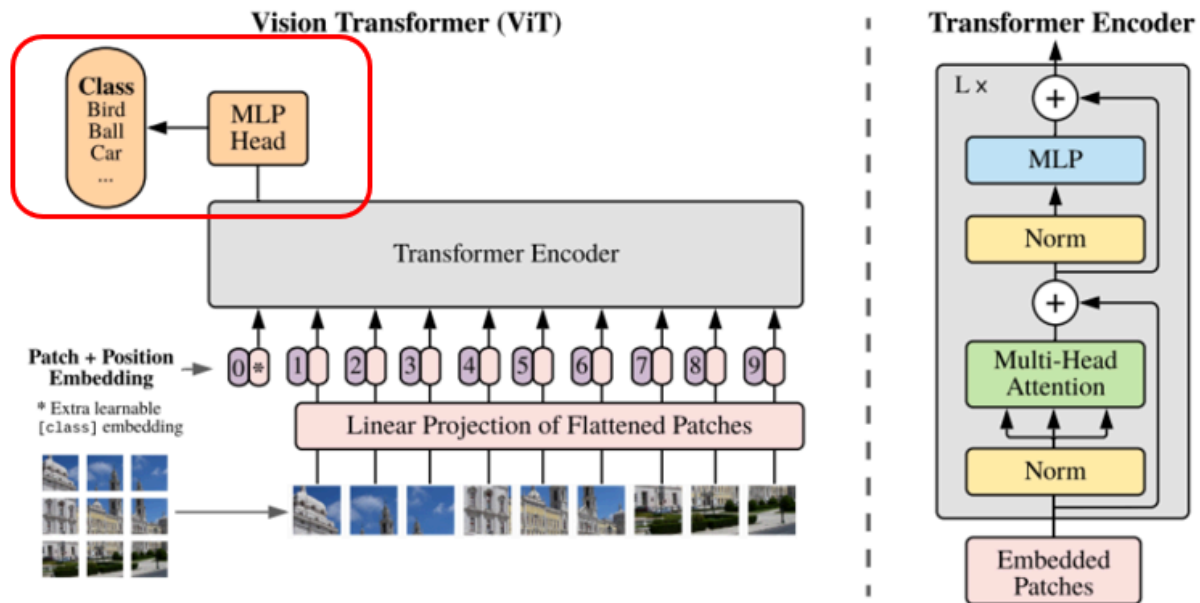 Vision Transformer (ViT)
Class
Bird
Ball
Car
...
MLP
Head
Transformer Encoder
Patch + Position
Embedding
* Extra learnable
[class] embedding
0 * 1 2 3 4 5 6 7 8 9
Linear Projection of Flattened Patches
Transformer Encoder
L ×
+
MLP
Norm
+
Multi-Head
Attention
Norm
Embedded
Patches